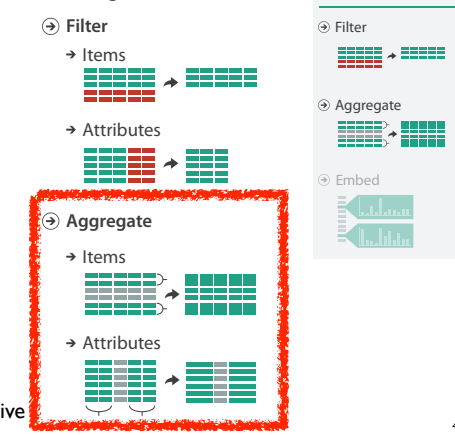 Filter
→ Items
→ Attributes
Aggregate
→ Items
→ Attributes
ive
Filter
Aggregate
Embed